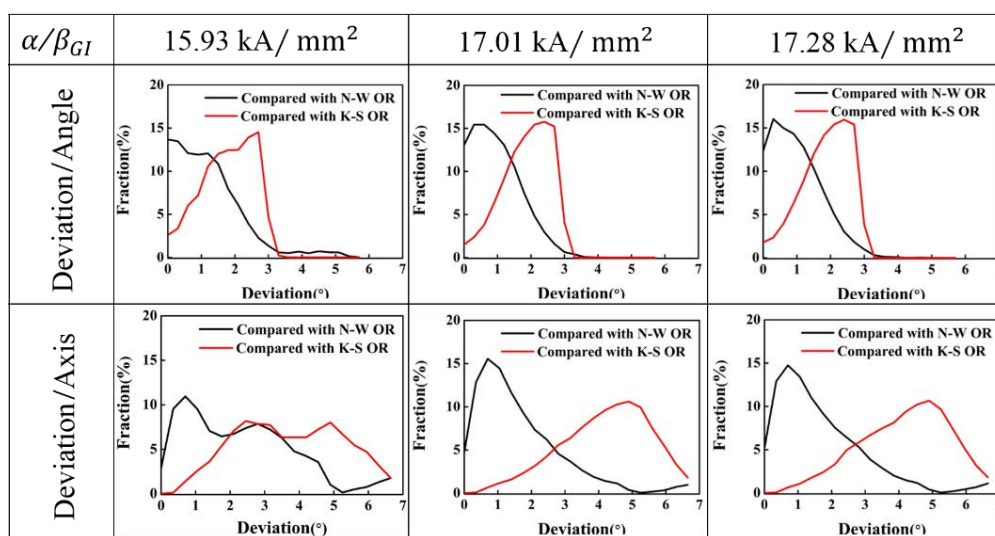 α/β_GI 15.93 kA/ mm² 17.01 kA/ mm² 17.28 kA/ mm²
Deviation/Angle
Fraction(%)
20
15
10
5
0
Compared with N-W OR
Compared with K-S OR
0 1 2 3 4 5 6 7
Deviation(°)
Fraction(%)
20
15
10
5
0
Compared with N-W OR
Compared with K-S OR
0 1 2 3 4 5 6 7
Deviation(°)
Fraction(%)
20
15
10
5
0
Compared with N-W OR
Compared with K-S OR
0 1 2 3 4 5 6
Deviation(°)
Deviation/Axis
Fraction(%)
20
15
10
5
0
Compared with N-W OR
Compared with K-S OR
0 1 2 3 4 5 6 7
Deviation(°)
Fraction(%)
20
15
10
5
0
Compared with N-W OR
Compared with K-S OR
0 1 2 3 4 5 6 7
Deviation(°)
Fraction(%)
20
15
10
5
0
Compared with N-W OR
Compared with K-S OR
0 1 2 3 4 5 6
Deviation(°)